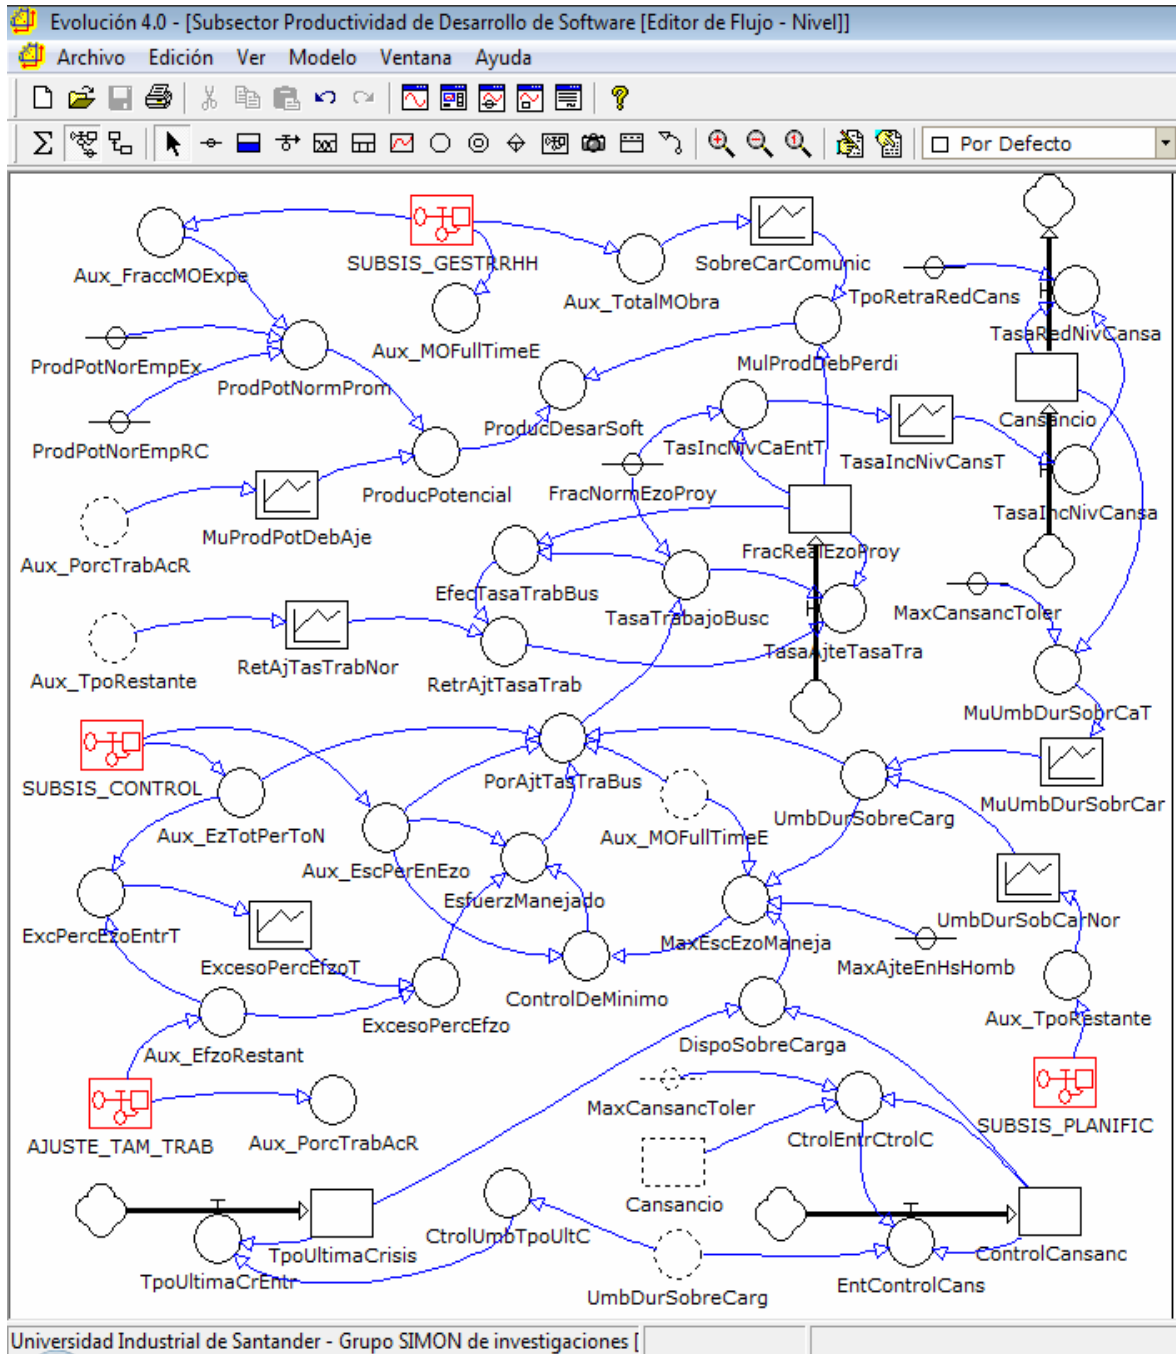 Evolución 4.0 - [Subsector Productividad de Desarrollo de Software [Editor de Flujo - Nivel]]
Archivo Edición Ver Modelo Ventana Ayuda
Por Defecto
Aux_FraccMOExpe
SUBSIS_GESTRRHH
Aux_TotalMObra
SobreCarComunic
TpoRetraRedCans
TasaRedNivCansa
ProdPotNorEmpEx
ProdPotNormProm
Aux_MOFullTimeE
MulProdDebPerdi
Cansancio
ProdPotNorEmpRC
ProducDesarSoft
TasIncNivCaEntT
TasaIncNivCansT
ProducPotencial
FracNormEzoProy
TasaIncNivCansa
MuProdPotDebAje
FracRealEzoProy
Aux_PorcTrabAcR
EfecTasaTrabBus
TasaTrabajoBusc
MaxCansancToler
RetAjTasTrabNor
TasaAjteTasaTra
Aux_TpoRestante
RetrAjtTasaTrab
MuUmbDurSobrCaT
SUBSIS_CONTROL
PorAjtTasTraBus
MuUmbDurSobrCar
Aux_EzTotPerToN
Aux_MOFullTimeE
UmbDurSobreCarg
Aux_EscPerEnEzo
EsfuerzManejado
UmbDurSobCarNor
ExcPercEzoEntrT
MaxEscEzoManeja
ExcesoPercEfzoT
MaxAjteEnHsHomb
ControlDeMinimo
ExcesoPercEfzo
Aux_TpoRestante
Aux_EfzoRestant
DispoSobreCarga
MaxCansancToler
SUBSIS_PLANIFIC
AJUSTE_TAM_TRAB
Aux_PorcTrabAcR
CtrolEntrCtrolC
Cansancio
TpoUltimaCrisis
CtrolUmbTpoUltC
ControlCansanc
TpoUltimaCrEntr
EntControlCans
UmbDurSobreCarg
Universidad Industrial de Santander - Grupo SIMON de investigaciones [